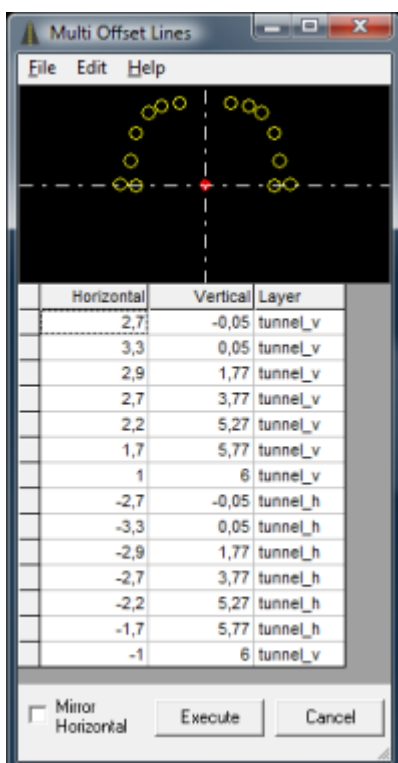 Multi Offset Lines
File Edit Help
Horizontal Vertical Layer
2,7 -0,05 tunnel_v
3,3 0,05 tunnel_v
2,9 1,77 tunnel_v
2,7 3,77 tunnel_v
2,2 5,27 tunnel_v
1,7 5,77 tunnel_v
1 6 tunnel_v
-2,7 -0,05 tunnel_h
-3,3 0,05 tunnel_h
-2,9 1,77 tunnel_h
-2,7 3,77 tunnel_h
-2,2 5,27 tunnel_h
-1,7 5,77 tunnel_h
-1 6 tunnel_v
Mirror
Horizontal
Execute Cancel